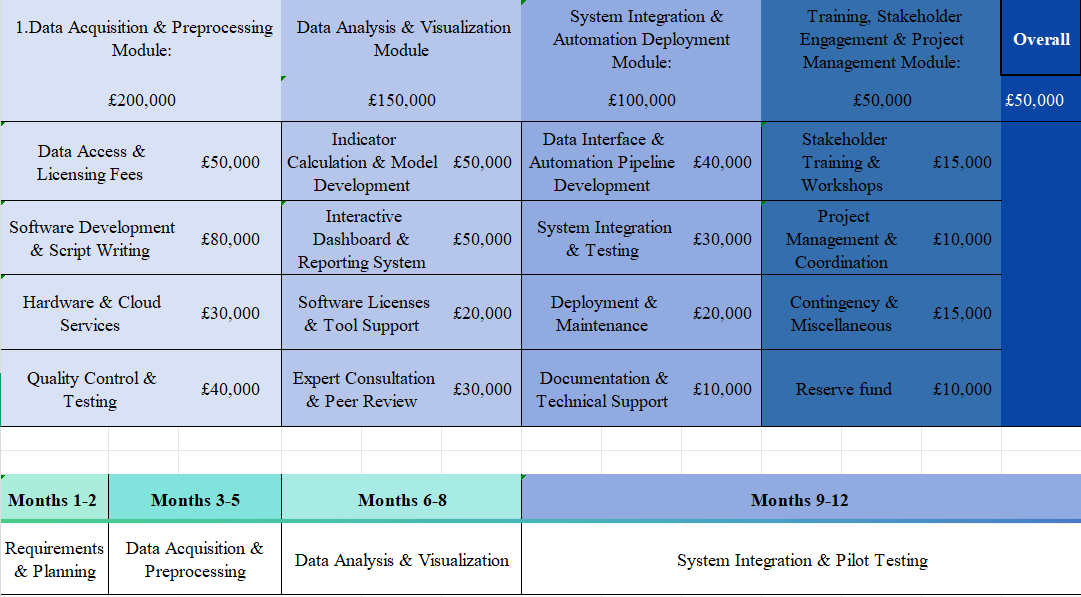 1.Data Acquisition & Preprocessing
Module:
£200,000
Data Analysis & Visualization
Module
£150,000
System Integration &
Automation Deployment
Module:
£100,000
Training, Stakeholder
Engagement & Project
Management Module:
£50,000
Overall
£50,000
Data Access &
Licensing Fees
£50,000
Indicator
Calculation & Model
Development
£50,000
Data Interface &
Automation Pipeline
Development
£40,000
Stakeholder
Training &
Workshops
£15,000
Software Development
& Script Writing
£80,000
Interactive
Dashboard &
Reporting System
£50,000
System Integration
& Testing
£30,000
Project
Management &
Coordination
£10,000
Hardware & Cloud
Services
£30,000
Software Licenses
& Tool Support
£20,000
Deployment &
Maintenance
£20,000
Contingency &
Miscellaneous
£15,000
Quality Control &
Testing
£40,000
Expert Consultation
& Peer Review
£30,000
Documentation &
Technical Support
£10,000
Reserve fund
£10,000
Months 1-2
Months 3-5
Months 6-8
Months 9-12
Requirements
& Planning
Data Acquisition &
Preprocessing
Data Analysis & Visualization
System Integration & Pilot Testing